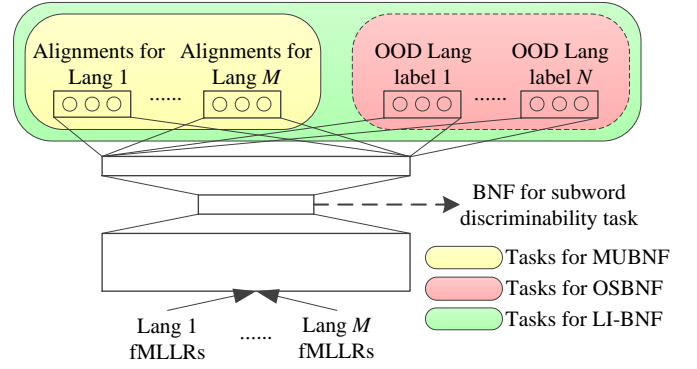 Alignments for
Lang 1
Alignments for
Lang M
OOD Lang
label 1
OOD Lang
label N
......
......
BNF for subword
discriminability task
Tasks for MUBNF
Tasks for OSBNF
Tasks for LI-BNF
Lang 1
fMLLRs
......
Lang M
fMLLRs